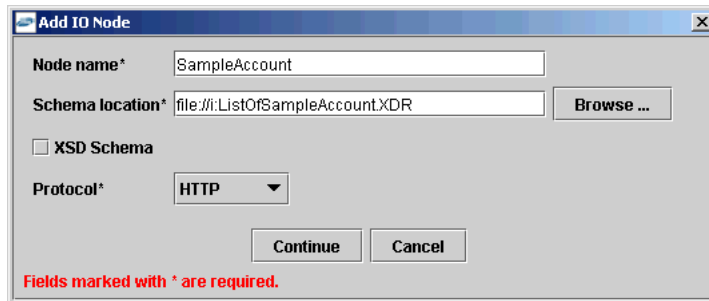 Add IO Node
Node name* SampleAccount
Schema location* file://i:ListOfSampleAccount.XDR Browse ...
XSD Schema
Protocol* HTTP
Continue Cancel
Fields marked with * are required.